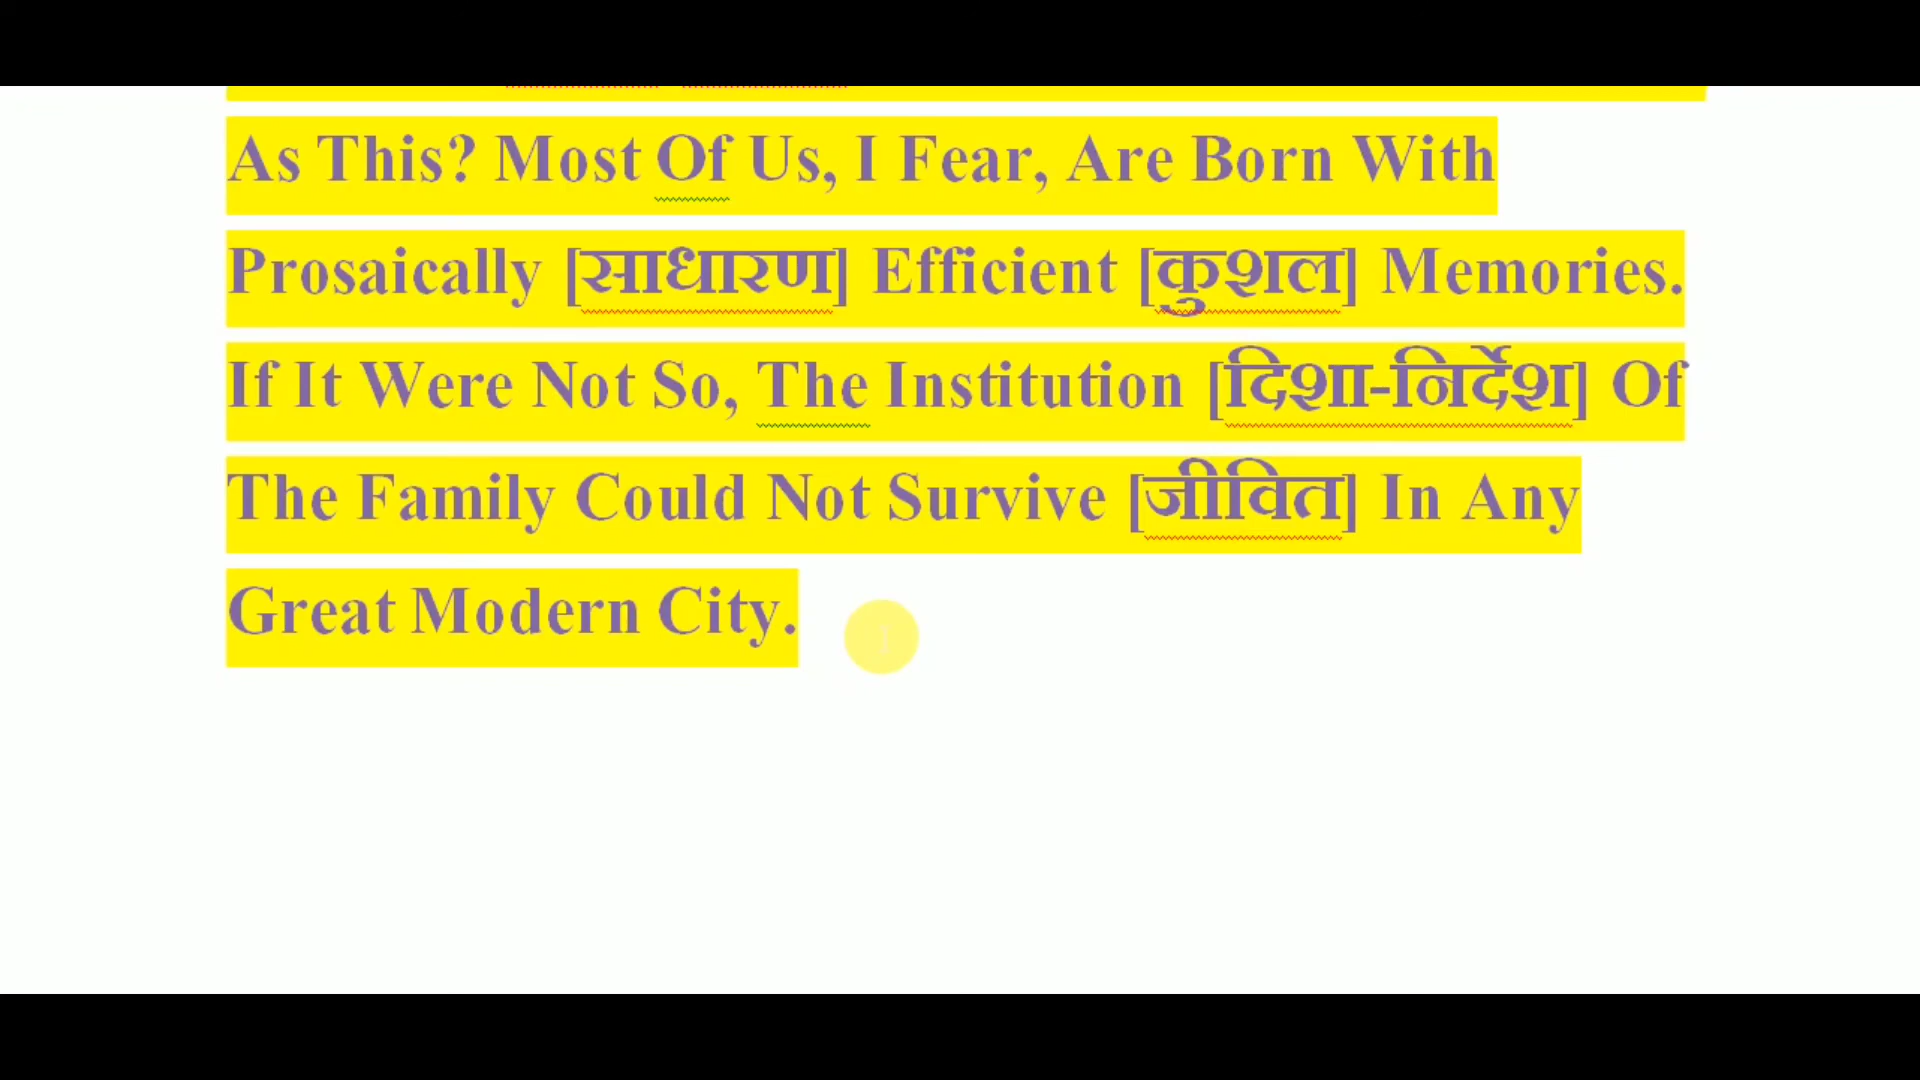 As This? Most Of Us, I Fear, Are Born With
Prosaically [साधारण] Efficient [कुशल] Memories.
If It Were Not So, The Institution [दिशा-निर्देश] Of
The Family Could Not Survive [जीवित] In Any
Great Modern City.